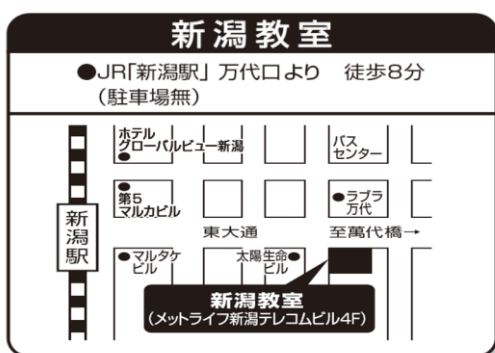 新潟教室
●JR「新潟駅」万代口より 徒歩8分
(駐車場無)
ホテル
グローバルビュー新潟
バス
センター
第5
マルカビル
ラブラ
万代
新潟駅
東大通
至萬代橋→
マルタケ
ビル
太陽生命
ビル
新潟教室
(メットライフ新潟テレコムビル4F)